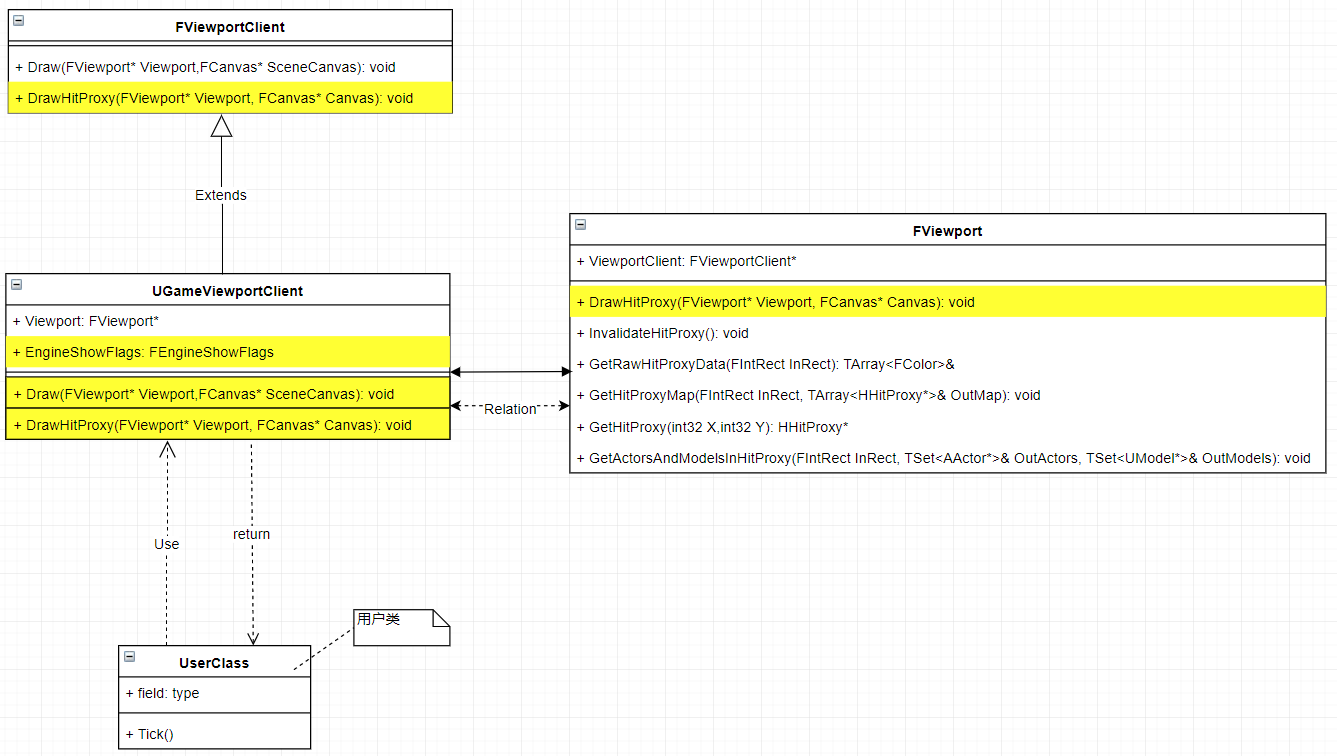 FViewportClient
+ Draw(FViewport* Viewport,FCanvas* SceneCanvas): void
+ DrawHitProxy(FViewport* Viewport, FCanvas* Canvas): void
Extends
UGameViewportClient
+ Viewport: FViewport*
+ EngineShowFlags: FEngineShowFlags
+ Draw(FViewport* Viewport,FCanvas* SceneCanvas): void
+ DrawHitProxy(FViewport* Viewport, FCanvas* Canvas): void
Relation
FViewport
+ ViewportClient: FViewportClient*
+ DrawHitProxy(FViewport* Viewport, FCanvas* Canvas): void
+ InvalidateHitProxy(): void
+ GetRawHitProxyData(FIntRect InRect): TArray<FColor>&
+ GetHitProxyMap(FIntRect InRect, TArray<HHitProxy*>& OutMap): void
+ GetHitProxy(int32 X,int32 Y): HHitProxy*
+ GetActorsAndModelsInHitProxy(FIntRect InRect, TSet<AActor*>& OutActors, TSet<UModel*>& OutModels): void
Use
return
用户类
UserClass
+ field: type
+ Tick()